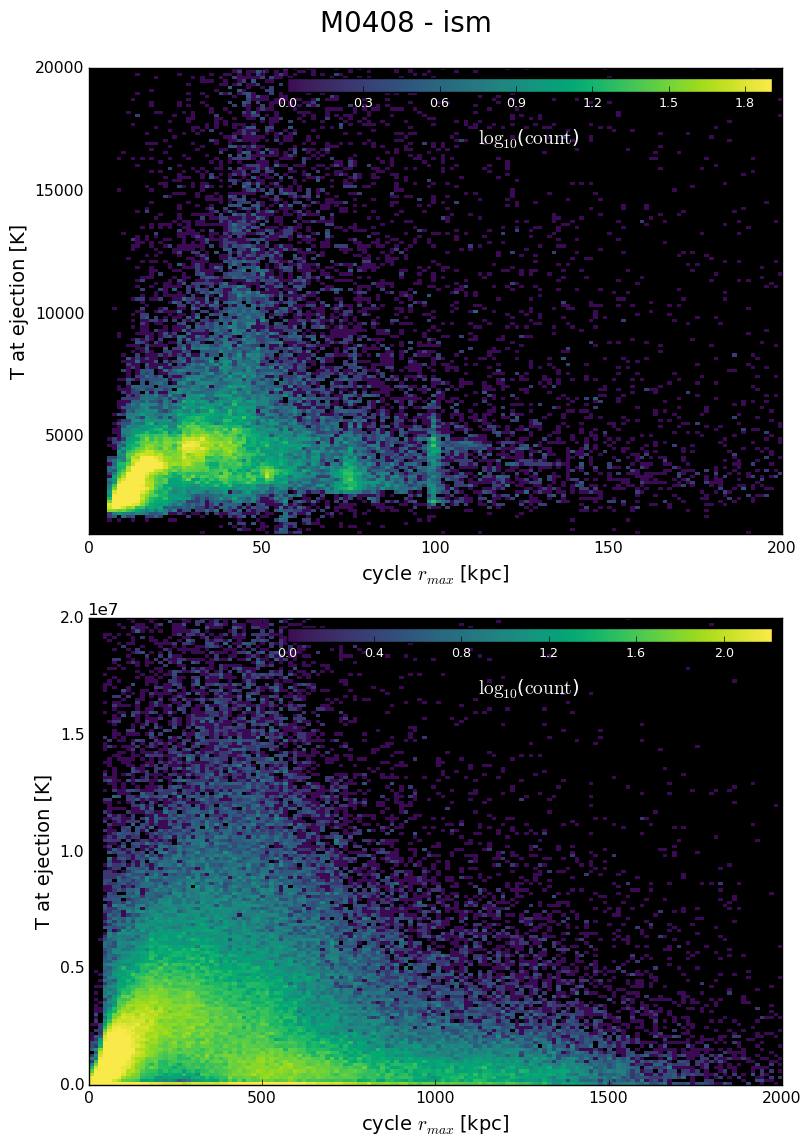 M0408 - ism
20000
15000
10000
5000
T at ejection [K]
0.0 0.3 0.6 0.9 1.2 1.5 1.8
log10(count)
0 50 100 150 200
cycle rmax [kpc]
1e7
2.0
1.5
1.0
0.5
0.0
T at ejection [K]
0.0 0.4 0.8 1.2 1.6 2.0
log10(count)
0 500 1000 1500 2000
cycle rmax [kpc]